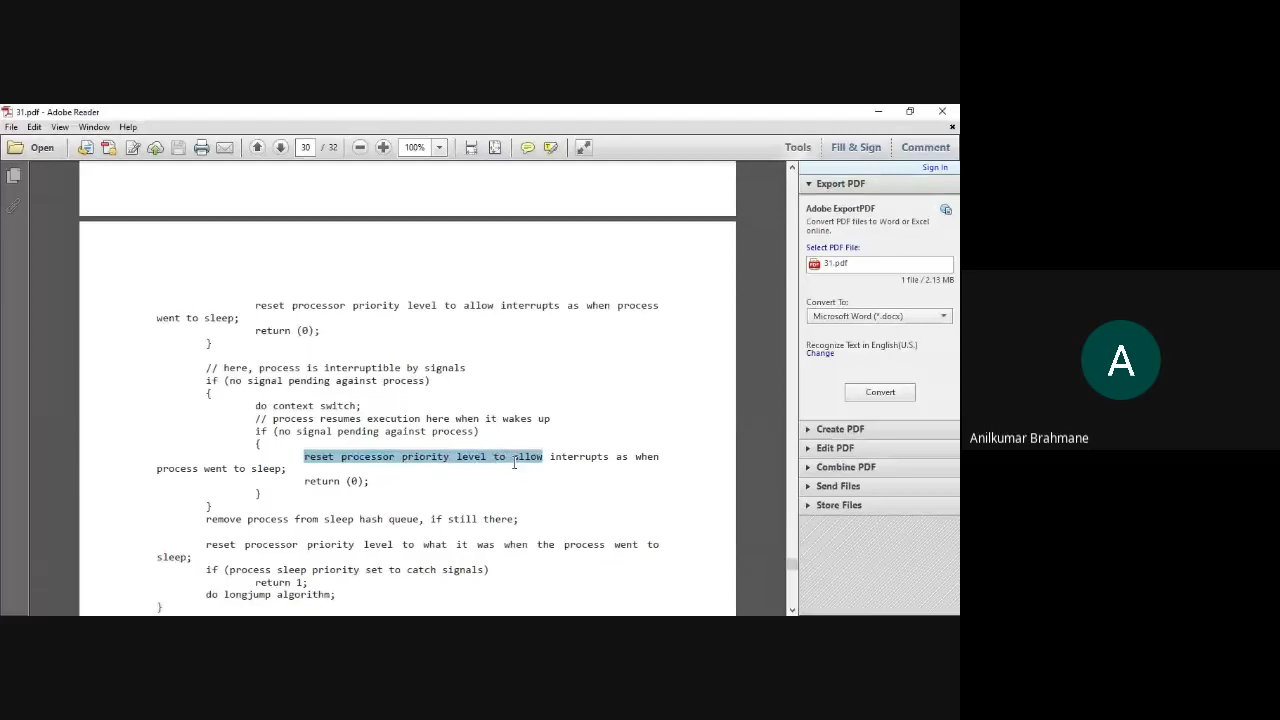 31.pdf - Adobe Reader
File Edit View Window Help
Open 30 / 32 100% Tools Fill & Sign Comment
Sign In
Export PDF
Adobe ExportPDF
Convert PDF files to Word or Excel
online.
Select PDF File:
31.pdf
1 file / 2.13 MB
Convert To:
Microsoft Word (*.docx)
Recognize Text in English(U.S.)
Change
Convert
Create PDF
Edit PDF
Combine PDF
Send Files
Store Files
reset processor priority level to allow interrupts as when process
went to sleep;
return (0);
}
// here, process is interruptible by signals
if (no signal pending against process)
{
do context switch;
// process resumes execution here when it wakes up
if (no signal pending against process)
{
reset processor priority level to allow interrupts as when
process went to sleep;
return (0);
}
}
remove process from sleep hash queue, if still there;
reset processor priority level to what it was when the process went to
sleep;
if (process sleep priority set to catch signals)
return 1;
do longjump algorithm;
}
A
Anilkumar Brahmane